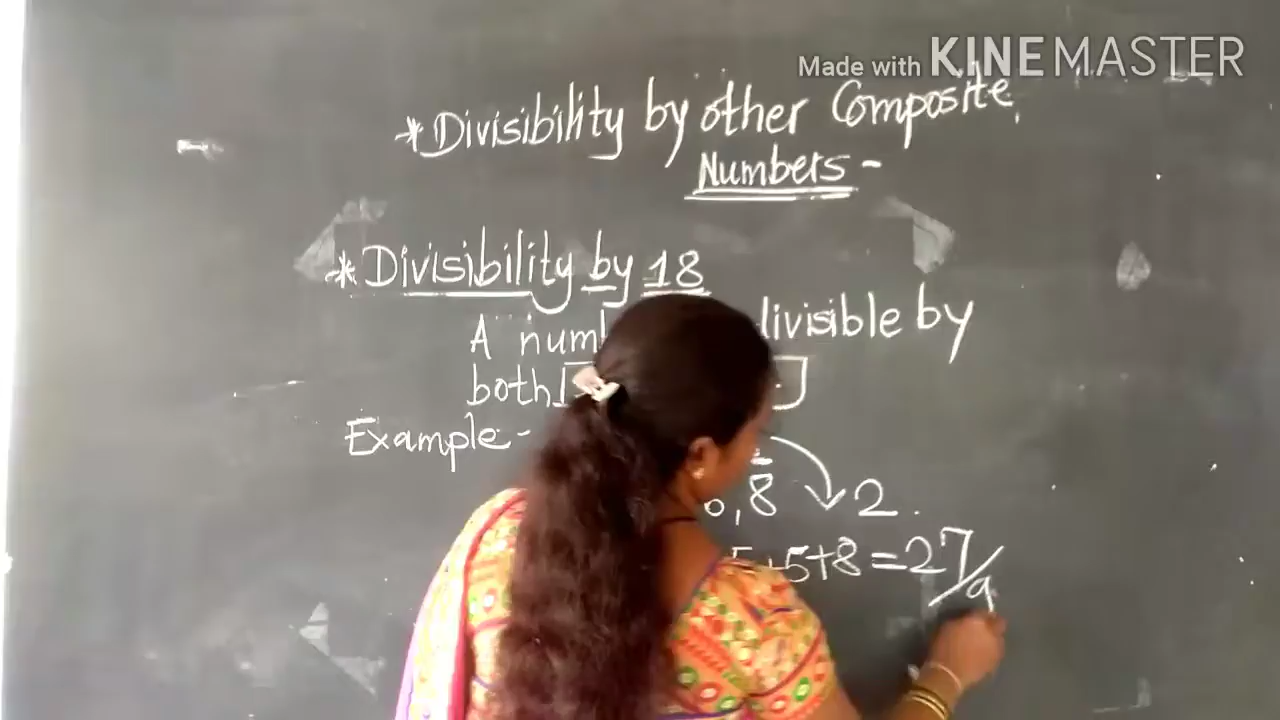 Made with KINEMASTER
*Divisibility by other Composite
Numbers -
*Divisibility by 18
A divisible by
both
Example-
, 8 2.
+5+8=27/9